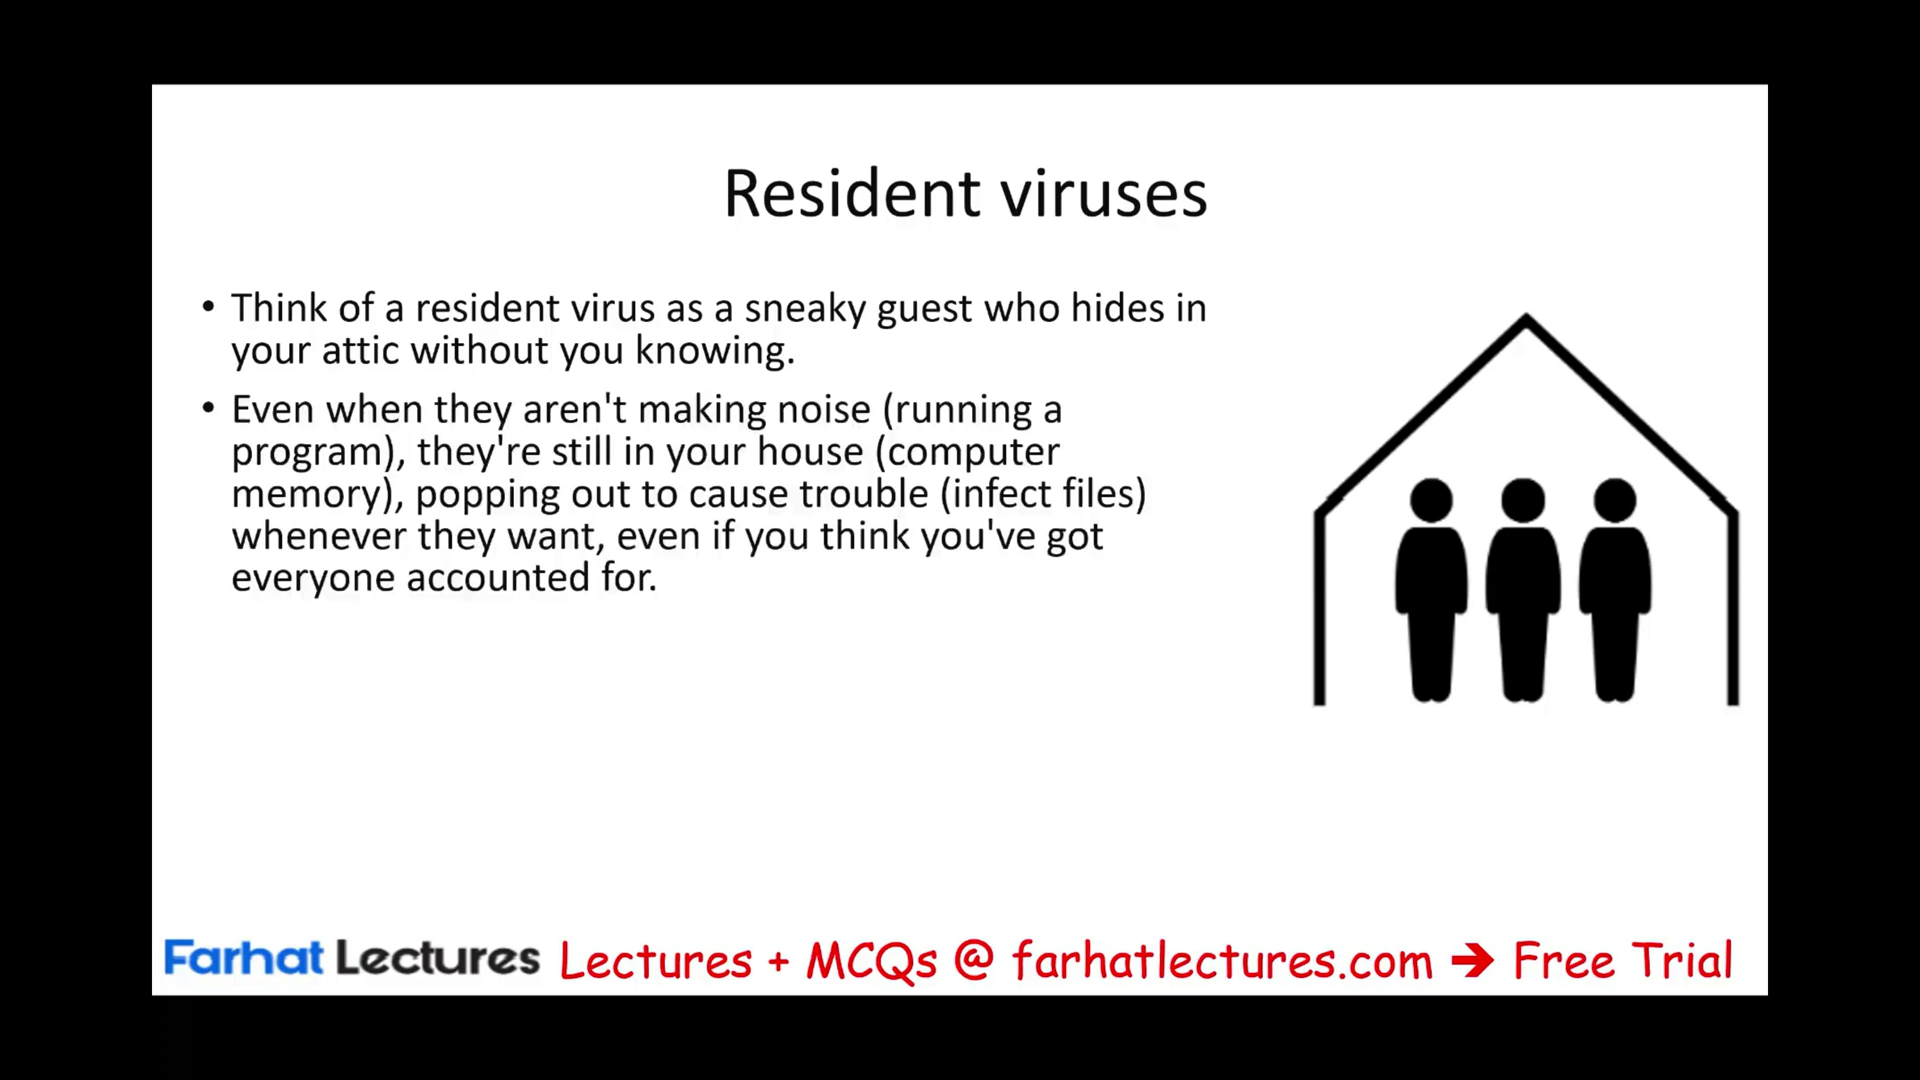 Resident viruses
• Think of a resident virus as a sneaky guest who hides in
your attic without you knowing.
• Even when they aren't making noise (running a
program), they're still in your house (computer
memory), popping out to cause trouble (infect files)
whenever they want, even if you think you've got
everyone accounted for.
Farhat Lectures Lectures + MCQs @ farhatlectures.com → Free Trial